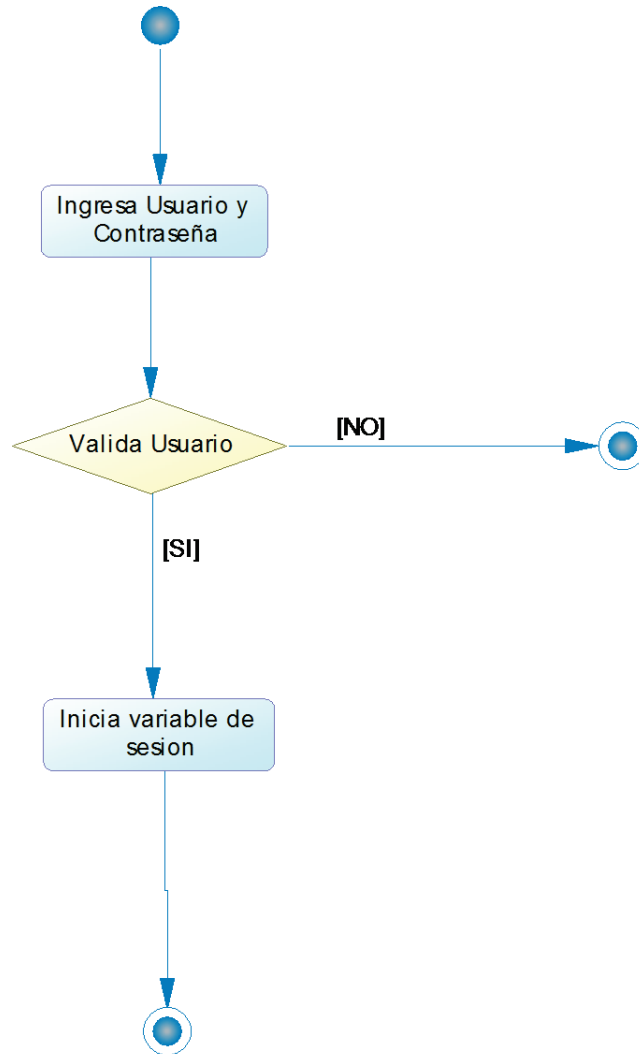 Ingresa Usuario y
Contraseña
Valida Usuario
[NO]
[SI]
Inicia variable de
sesion